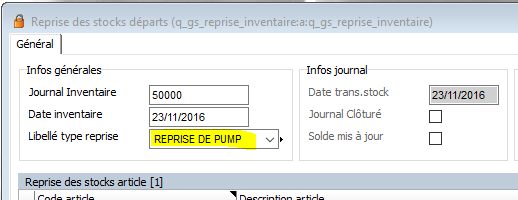 Reprise des stocks départs (q_gs_reprise_inventaire:a:q_gs_reprise_inventaire)
Général
Infos générales
Journal Inventaire 50000
Date inventaire 23/11/2016
Libellé type reprise REPRISE DE PUMP
Infos journal
Date trans.stock 23/11/2016
Journal Clôturé
Solde mis à jour
Reprise des stocks article [1]
Code article Description article